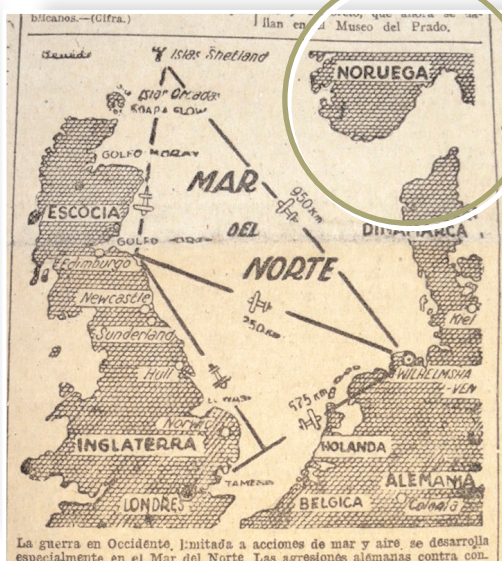 blicanos.—(Cifra.)
llan en el Museo del Prado.
Islas Shetland
NORUEGA
Islas Orcadas
SCAPA FLOW
GOLFO MORAY
MAR
950 km
ESCOCIA
DEL
DINAMARCA
GOLFO
NORTE
Edimburgo
Newcastle
Kiel
Sunderland
WILHELMSHA-
VEN
Hull
575 km
Norwic
INGLATERRA
HOLANDA
TAMESIS
ALEMANIA
LONDRES
BELGICA
Colonia
La guerra en Occidente, limitada a acciones de mar y aire, se desarrolla
especialmente en el Mar del Norte. Las agresiones alemanas contra con-